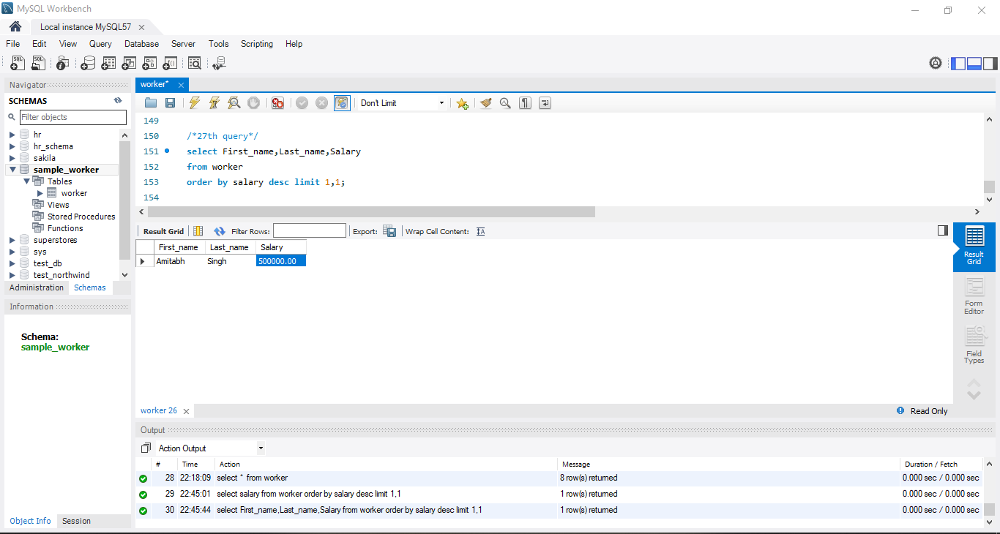 MySQL Workbench
Local instance MySQL57
File Edit View Query Database Server Tools Scripting Help
Navigator
SCHEMAS
Filter objects
hr
hr_schema
sakila
sample_worker
Tables
worker
Views
Stored Procedures
Functions
superstores
sys
test_db
test_northwind
Administration Schemas
Information
Schema:
sample_worker
Object Info Session
worker*
Don't Limit
149
150 /*27th query*/
151 select First_name,Last_name,Salary
152 from worker
153 order by salary desc limit 1,1;
154
Result Grid Filter Rows: Export: Wrap Cell Content:
First_name Last_name Salary
Amitabh Singh 500000.00
Result Grid
Form Editor
Field Types
worker 26
Read Only
Output
Action Output
# Time Action Message Duration / Fetch
28 22:18:09 select * from worker 8 row(s) returned 0.000 sec / 0.000 sec
29 22:45:01 select salary from worker order by salary desc limit 1,1 1 row(s) returned 0.000 sec / 0.000 sec
30 22:45:44 select First_name,Last_name,Salary from worker order by salary desc limit 1,1 1 row(s) returned 0.000 sec / 0.000 sec